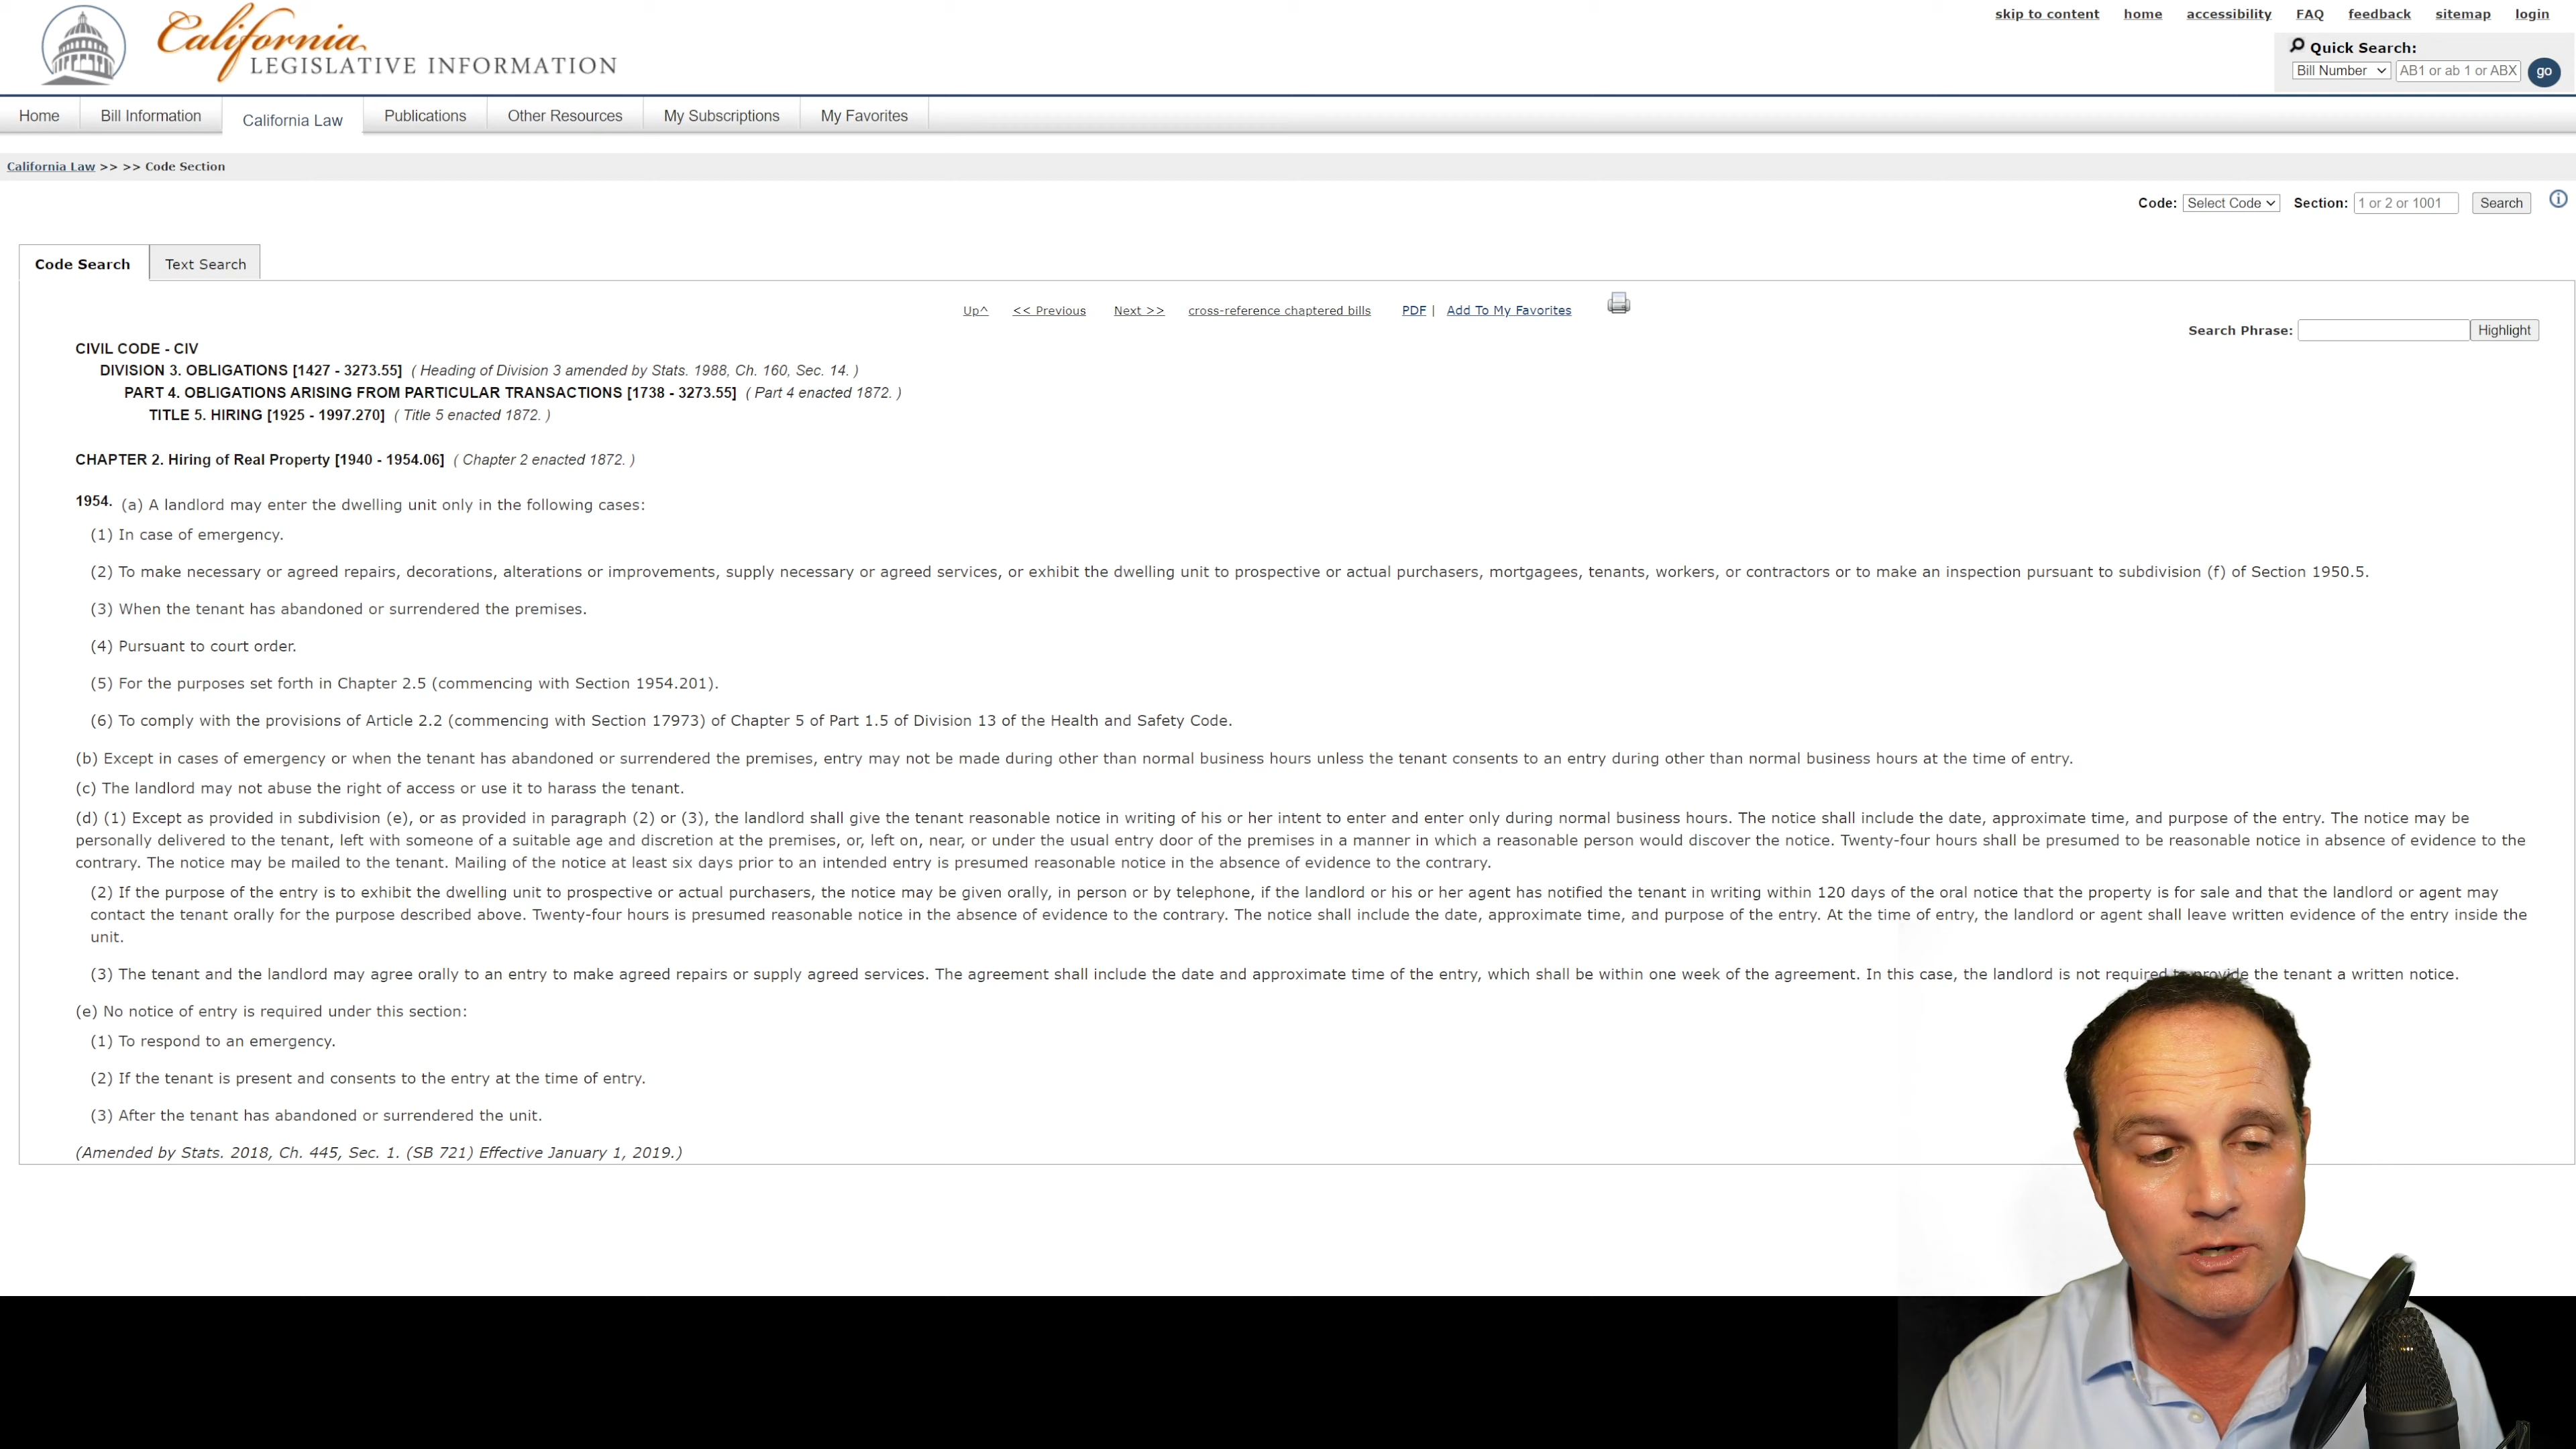 skip to content home accessibility FAQ feedback sitemap login
California
LEGISLATIVE INFORMATION
Quick Search:
Bill Number AB1 or ab 1 or ABX go
Home Bill Information California Law Publications Other Resources My Subscriptions My Favorites
California Law >> >> Code Section
Code: Select Code Section: 1 or 2 or 1001 Search
Code Search Text Search
Up^ << Previous Next >> cross-reference chaptered bills PDF | Add To My Favorites
Search Phrase: Highlight
CIVIL CODE - CIV
DIVISION 3. OBLIGATIONS [1427 - 3273.55] ( Heading of Division 3 amended by Stats. 1988, Ch. 160, Sec. 14. )
PART 4. OBLIGATIONS ARISING FROM PARTICULAR TRANSACTIONS [1738 - 3273.55] ( Part 4 enacted 1872. )
TITLE 5. HIRING [1925 - 1997.270] ( Title 5 enacted 1872. )
CHAPTER 2. Hiring of Real Property [1940 - 1954.06] ( Chapter 2 enacted 1872. )
1954. (a) A landlord may enter the dwelling unit only in the following cases:
(1) In case of emergency.
(2) To make necessary or agreed repairs, decorations, alterations or improvements, supply necessary or agreed services, or exhibit the dwelling unit to prospective or actual purchasers, mortgagees, tenants, workers, or contractors or to make an inspection pursuant to subdivision (f) of Section 1950.5.
(3) When the tenant has abandoned or surrendered the premises.
(4) Pursuant to court order.
(5) For the purposes set forth in Chapter 2.5 (commencing with Section 1954.201).
(6) To comply with the provisions of Article 2.2 (commencing with Section 17973) of Chapter 5 of Part 1.5 of Division 13 of the Health and Safety Code.
(b) Except in cases of emergency or when the tenant has abandoned or surrendered the premises, entry may not be made during other than normal business hours unless the tenant consents to an entry during other than normal business hours at the time of entry.
(c) The landlord may not abuse the right of access or use it to harass the tenant.
(d) (1) Except as provided in subdivision (e), or as provided in paragraph (2) or (3), the landlord shall give the tenant reasonable notice in writing of his or her intent to enter and enter only during normal business hours. The notice shall include the date, approximate time, and purpose of the entry. The notice may be
personally delivered to the tenant, left with someone of a suitable age and discretion at the premises, or, left on, near, or under the usual entry door of the premises in a manner in which a reasonable person would discover the notice. Twenty-four hours shall be presumed to be reasonable notice in absence of evidence to the
contrary. The notice may be mailed to the tenant. Mailing of the notice at least six days prior to an intended entry is presumed reasonable notice in the absence of evidence to the contrary.
(2) If the purpose of the entry is to exhibit the dwelling unit to prospective or actual purchasers, the notice may be given orally, in person or by telephone, if the landlord or his or her agent has notified the tenant in writing within 120 days of the oral notice that the property is for sale and that the landlord or agent may
contact the tenant orally for the purpose described above. Twenty-four hours is presumed reasonable notice in the absence of evidence to the contrary. The notice shall include the date, approximate time, and purpose of the entry. At the time of entry, the landlord or agent shall leave written evidence of the entry inside the
unit.
(3) The tenant and the landlord may agree orally to an entry to make agreed repairs or supply agreed services. The agreement shall include the date and approximate time of the entry, which shall be within one week of the agreement. In this case, the landlord is not required to provide the tenant a written notice.
(e) No notice of entry is required under this section:
(1) To respond to an emergency.
(2) If the tenant is present and consents to the entry at the time of entry.
(3) After the tenant has abandoned or surrendered the unit.
(Amended by Stats. 2018, Ch. 445, Sec. 1. (SB 721) Effective January 1, 2019.)